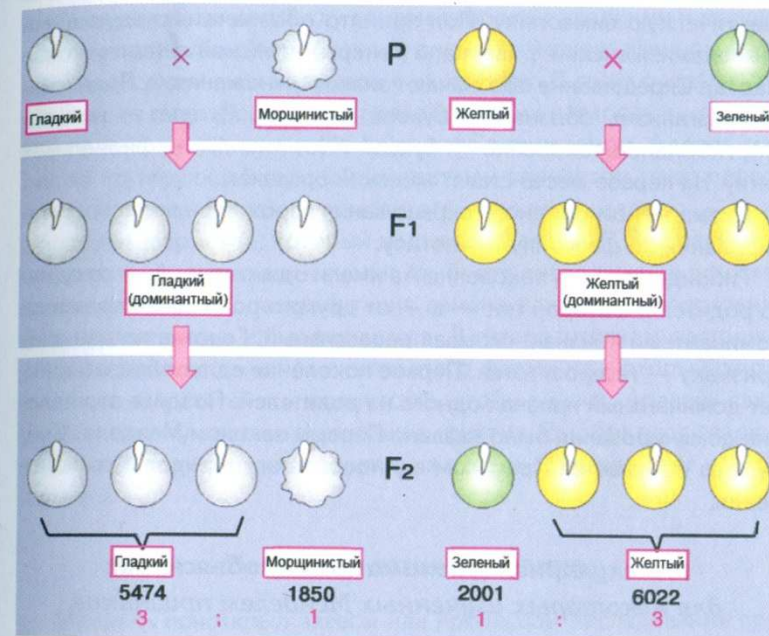 P
Гладкий
Морщинистый
Желтый
Зеленый
F1
Гладкий
(доминантный)
Желтый
(доминантный)
F2
Гладкий
Морщинистый
Зеленый
Желтый
5474
1850
2001
6022
3 : 1
1 : 3